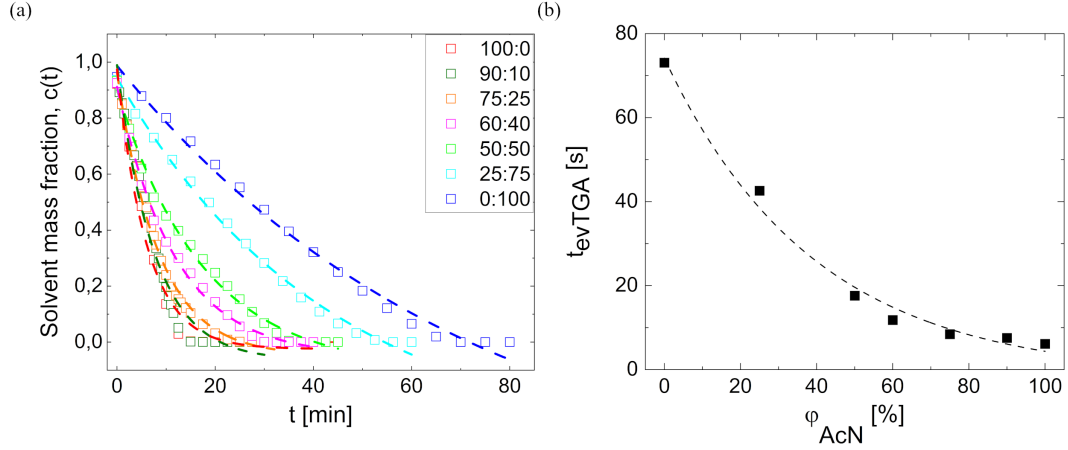 (a)
Solvent mass fraction, c(t)
1,0
0,8
0,6
0,4
0,2
0,0
0 20 40 60 80
t [min]
100:0
90:10
75:25
60:40
50:50
25:75
0:100
(b)
t_evTGA [s]
80
60
40
20
0
0 20 40 60 80 100
φ_AcN [%]